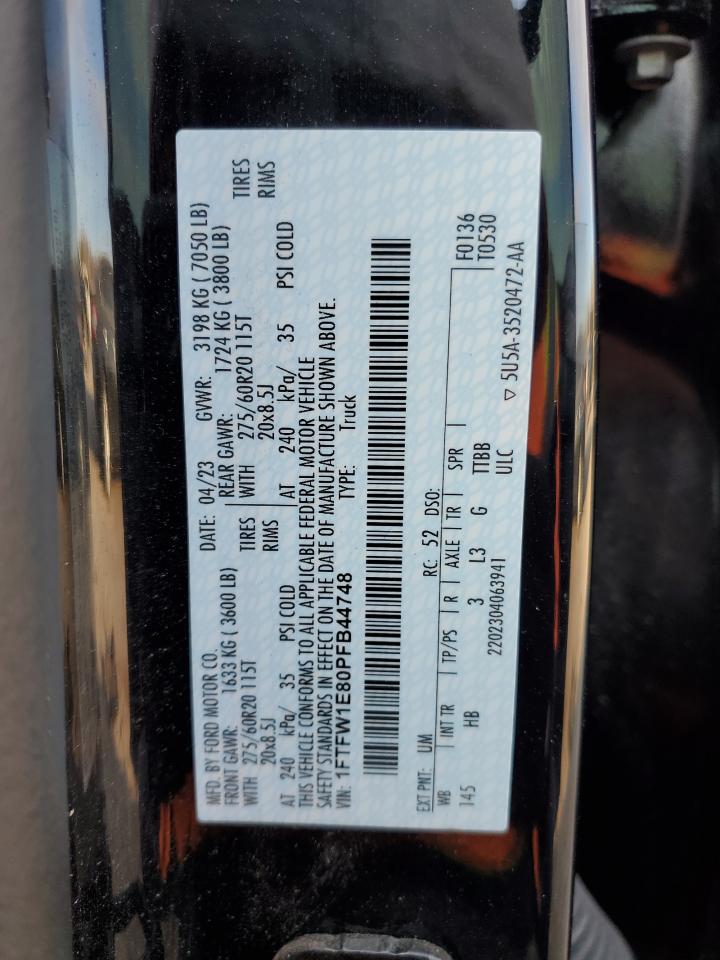 MFD. BY FORD MOTOR CO. DATE: 04/23 GVWR: 3198 KG ( 7050 LB)
FRONT GAWR: 1633 KG ( 3600 LB) REAR GAWR: 1724 KG ( 3800 LB)
WITH 275/60R20 115T TIRES WITH 275/60R20 115T TIRES
20x8.5J RIMS 20x8.5J RIMS
AT 240 kPa/ 35 PSI COLD AT 240 kPa/ 35 PSI COLD
THIS VEHICLE CONFORMS TO ALL APPLICABLE FEDERAL MOTOR VEHICLE
SAFETY STANDARDS IN EFFECT ON THE DATE OF MANUFACTURE SHOWN ABOVE.
VIN: 1FTFW1E80PFB44748 TYPE: Truck
EXT PNT: UM RC: 52 DSO:
WB INT TR TP/PS R AXLE TR SPR F0136
145 HB 3 L3 G TTBB T0530
2202304063941 ULC ▽ 5U5A-3520472-AA